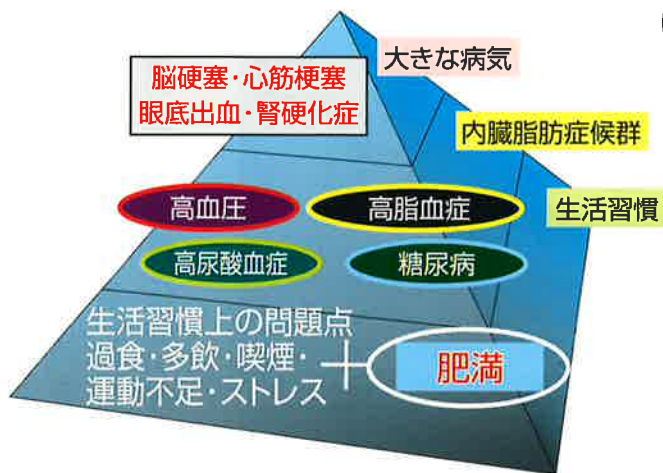 大きな病気
脳硬塞・心筋梗塞
眼底出血・腎硬化症
内臓脂肪症候群
高血圧
高脂血症
生活習慣
高尿酸血症
糖尿病
生活習慣上の問題点
過食・多飲・喫煙・
運動不足・ストレス
+
肥満